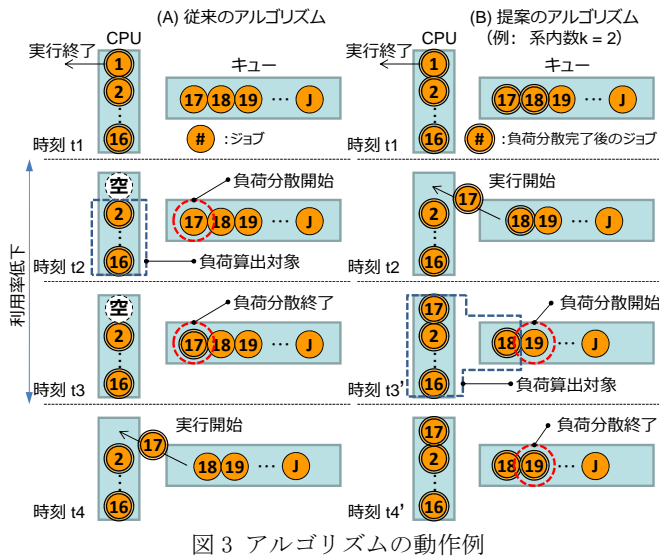 (A) 従来のアルゴリズム
(B) 提案のアルゴリズム
(例: 系内数k = 2)
実行終了
CPU
1
2
⋮
16
時刻 t1
キュー
17 18 19 … J
# :ジョブ
実行終了
CPU
1
2
⋮
16
時刻 t1
キュー
17 18 19 … J
# :負荷分散完了後のジョブ
利用率低下
空
2
⋮
16
時刻 t2
負荷分散開始
17 18 19 … J
負荷算出対象
2
⋮
16
時刻 t2
実行開始
17
18 19 … J
空
2
⋮
16
時刻 t3
負荷分散終了
17 18 19 … J
17
2
⋮
16
時刻 t3’
負荷分散開始
18 19 … J
負荷算出対象
実行開始
17
2
⋮
16
時刻 t4
18 19 … J
17
2
⋮
16
時刻 t4’
負荷分散終了
18 19 … J
図 3 アルゴリズムの動作例